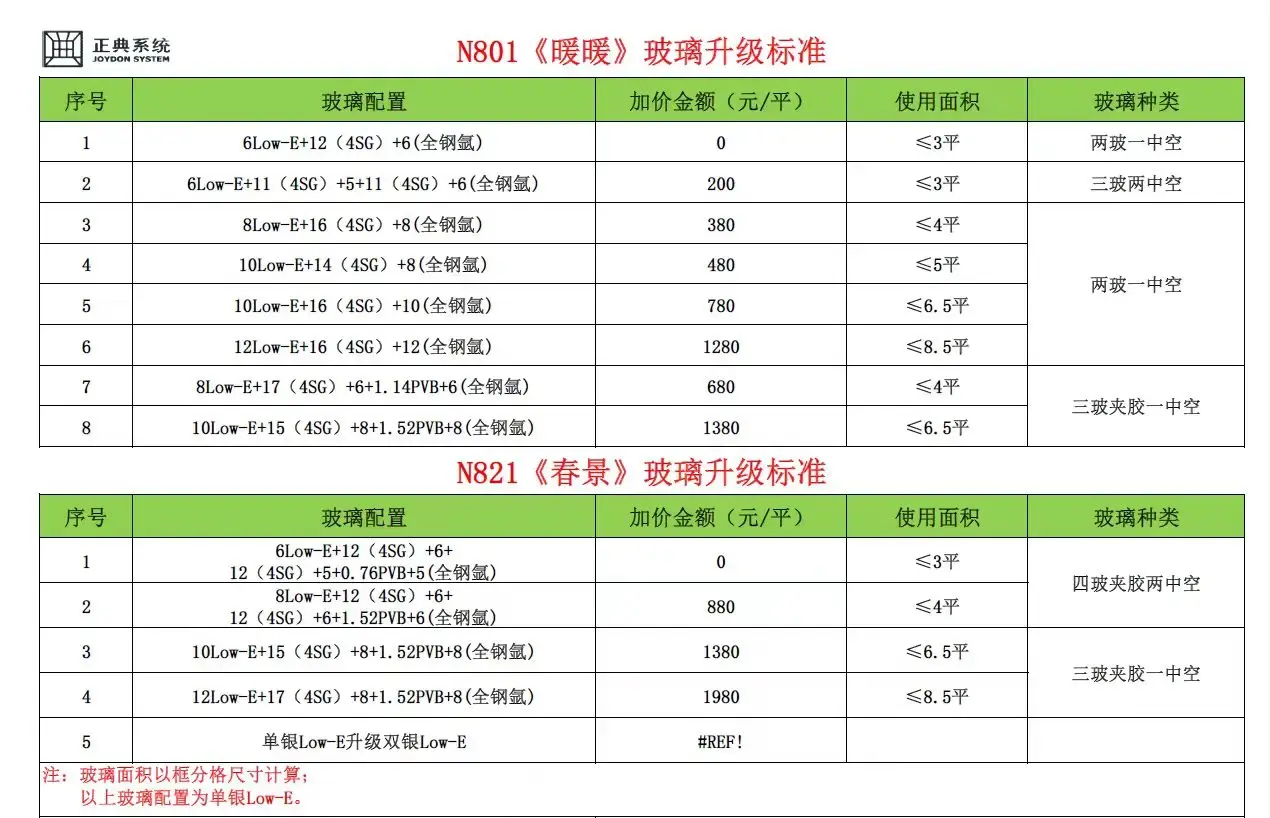 正典系统
JOYDON SYSTEM
N801《暖暖》玻璃升级标准
序号 玻璃配置 加价金额（元/平） 使用面积 玻璃种类
1 6Low-E+12（4SG）+6(全钢氩) 0 ≤3平 两玻一中空
2 6Low-E+11（4SG）+5+11（4SG）+6(全钢氩) 200 ≤3平 三玻两中空
3 8Low-E+16（4SG）+8(全钢氩) 380 ≤4平
4 10Low-E+14（4SG）+8(全钢氩) 480 ≤5平
两玻一中空
5 10Low-E+16（4SG）+10(全钢氩) 780 ≤6.5平
6 12Low-E+16（4SG）+12(全钢氩) 1280 ≤8.5平
7 8Low-E+17（4SG）+6+1.14PVB+6(全钢氩) 680 ≤4平
三玻夹胶一中空
8 10Low-E+15（4SG）+8+1.52PVB+8(全钢氩) 1380 ≤6.5平
N821《春景》玻璃升级标准
序号 玻璃配置 加价金额（元/平） 使用面积 玻璃种类
6Low-E+12（4SG）+6+
1 12（4SG）+5+0.76PVB+5(全钢氩) 0 ≤3平
四玻夹胶两中空
8Low-E+12（4SG）+6+
2 12（4SG）+6+1.52PVB+6(全钢氩) 880 ≤4平
3 10Low-E+15（4SG）+8+1.52PVB+8(全钢氩) 1380 ≤6.5平
三玻夹胶一中空
4 12Low-E+17（4SG）+8+1.52PVB+8(全钢氩) 1980 ≤8.5平
5 单银Low-E升级双银Low-E #REF!
注：玻璃面积以框分格尺寸计算；
以上玻璃配置为单银Low-E。